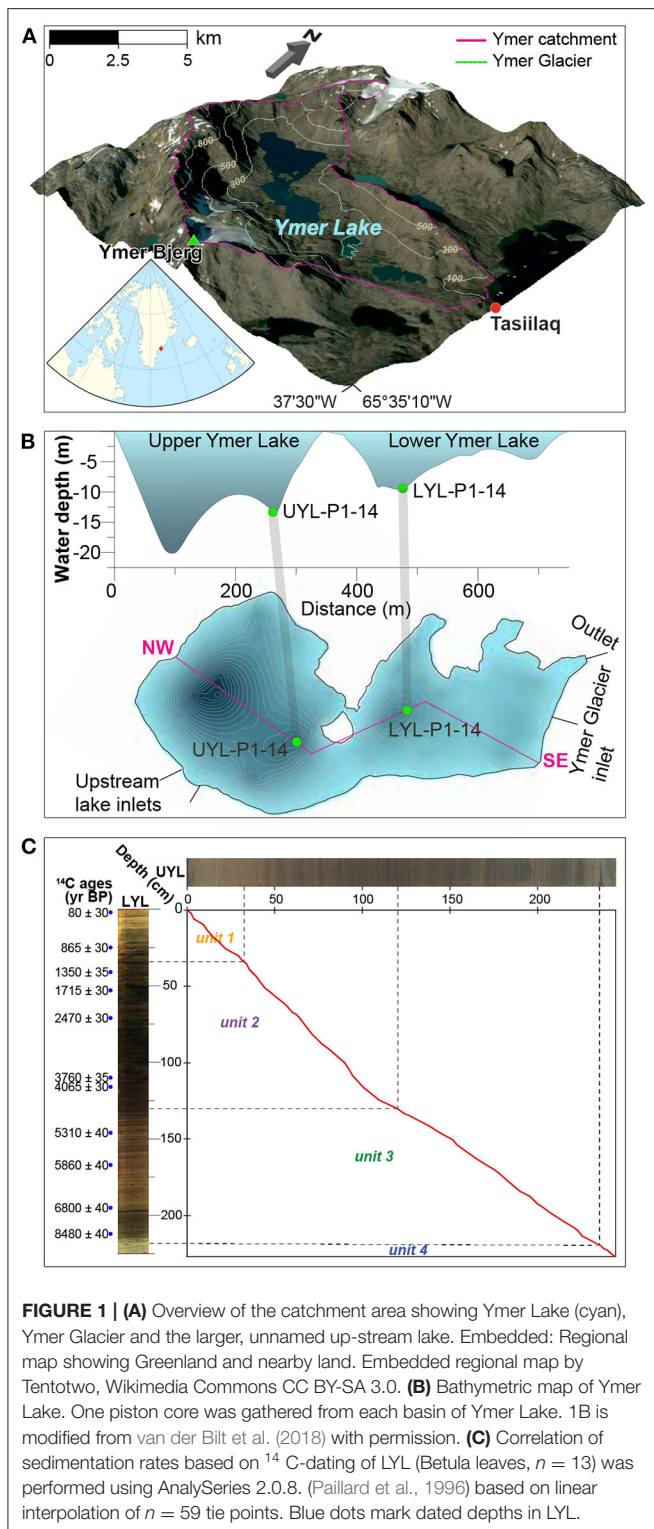 A
0 2.5 5
km
N
Ymer catchment
Ymer Glacier
800
500
300
Ymer Lake
500
300
100
Ymer Bjerg
Tasiilaq
37'30"W 65°35'10"W
B
Upper Ymer Lake Lower Ymer Lake
Water depth (m)
-5
-10
-15
-20
UYL-P1-14
LYL-P1-14
0 200 400 600
Distance (m)
NW
UYL-P1-14
LYL-P1-14
SE
Outlet
Ymer Glacier
inlet
Upstream
lake inlets
C
Depth (cm)
UYL
14C ages
(yr BP)
LYL
0 50 100 150 200
0
50
100
150
200
80 ± 30
865 ± 30
1350 ± 35
1715 ± 30
2470 ± 30
3760 ± 35
4065 ± 30
5310 ± 40
5860 ± 40
6800 ± 40
8480 ± 40
unit 1
unit 2
unit 3
unit 4
FIGURE 1 | (A) Overview of the catchment area showing Ymer Lake (cyan),
Ymer Glacier and the larger, unnamed up-stream lake. Embedded: Regional
map showing Greenland and nearby land. Embedded regional map by
Tentotwo, Wikimedia Commons CC BY-SA 3.0. (B) Bathymetric map of Ymer
Lake. One piston core was gathered from each basin of Ymer Lake. 1B is
modified from van der Bilt et al. (2018) with permission. (C) Correlation of
sedimentation rates based on 14 C-dating of LYL (Betula leaves, n = 13) was
performed using AnalySeries 2.0.8. (Paillard et al., 1996) based on linear
interpolation of n = 59 tie points. Blue dots mark dated depths in LYL.